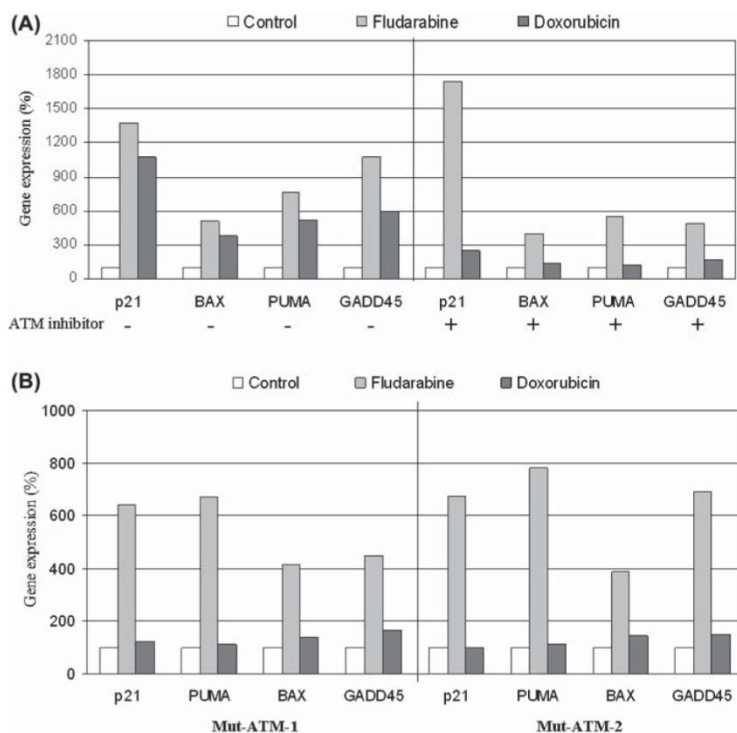 (A)
Control Fludarabine Doxorubicin
2100
1800
1500
1200
900
600
300
0
Gene expression (%)
p21 BAX PUMA GADD45 p21 BAX PUMA GADD45
ATM inhibitor - - - - + + + +
(B)
Control Fludarabine Doxorubicin
1000
800
600
400
200
0
Gene expression (%)
p21 PUMA BAX GADD45 p21 PUMA BAX GADD45
Mut-ATM-1 Mut-ATM-2